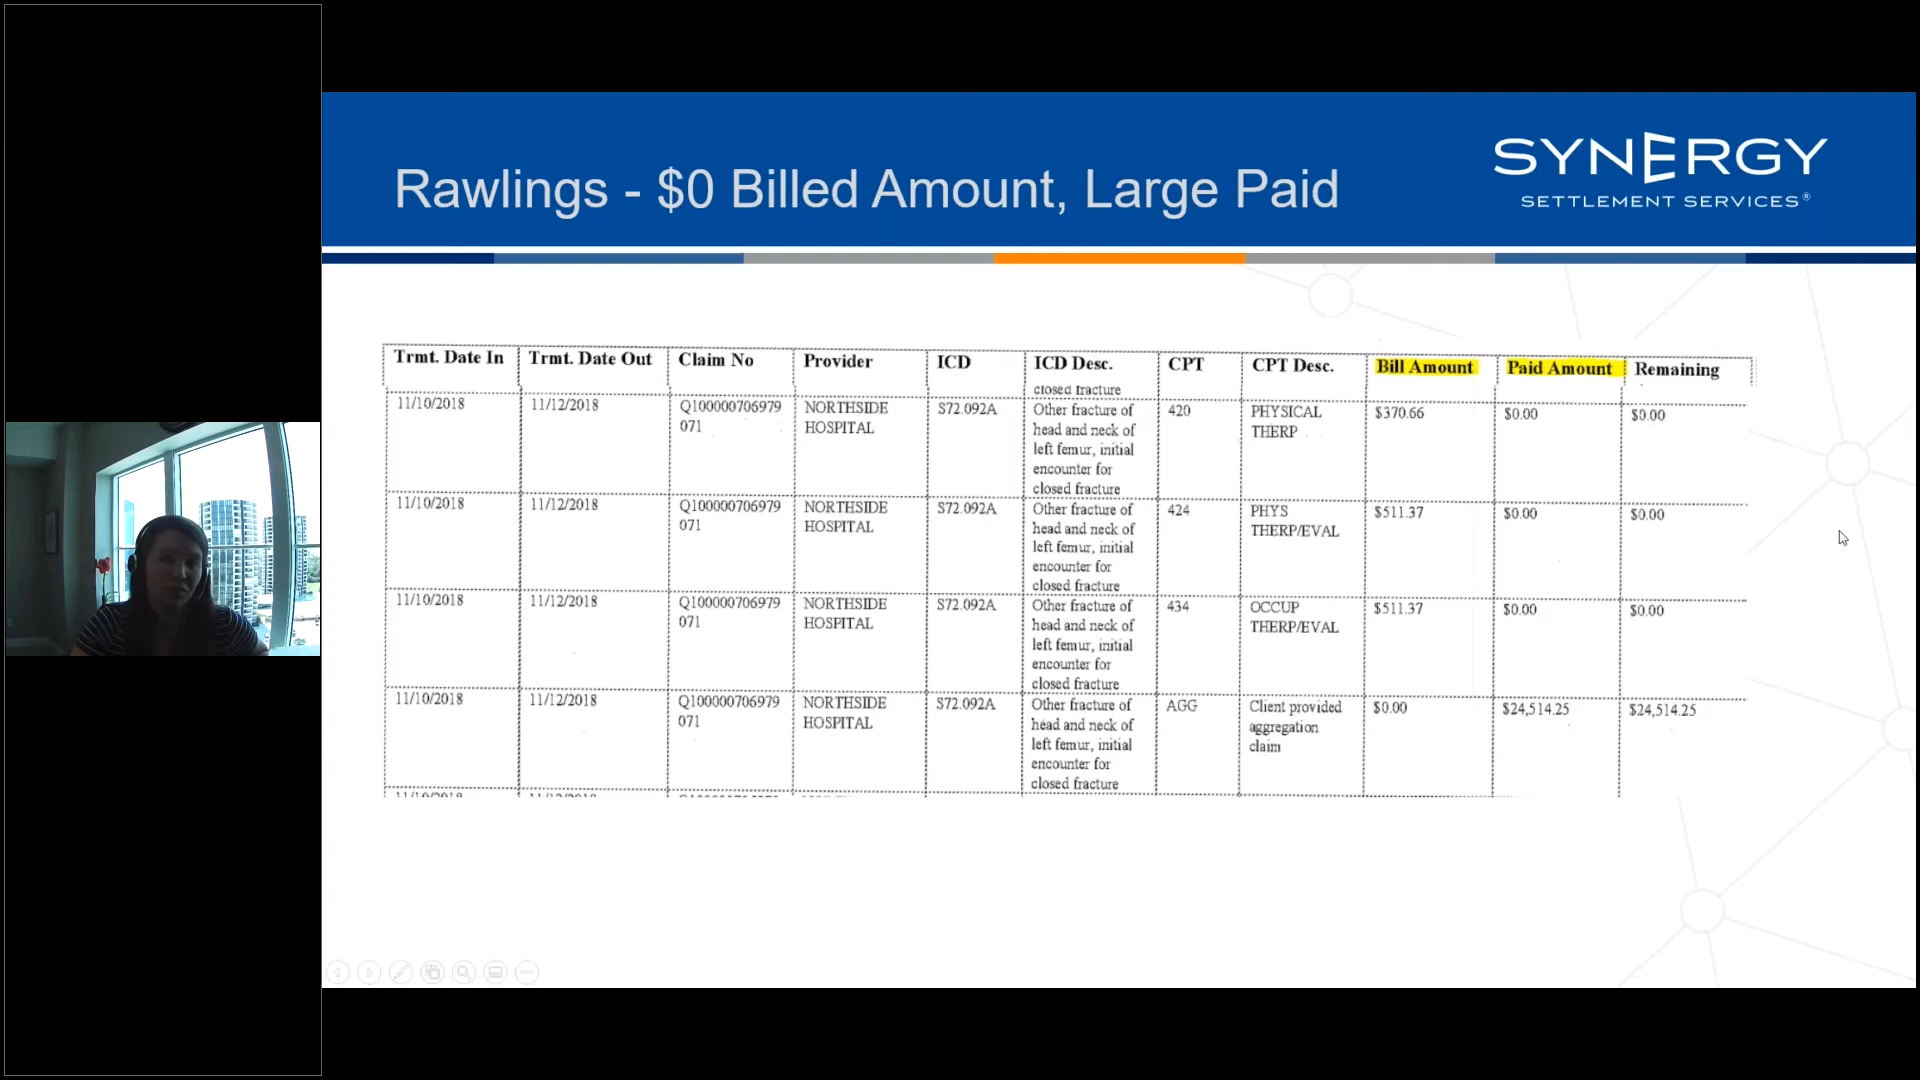 Rawlings - $0 Billed Amount, Large Paid
SYNERGY
SETTLEMENT SERVICES®
Trmt. Date In Trmt. Date Out Claim No Provider ICD ICD Desc. CPT CPT Desc. Bill Amount Paid Amount Remaining
closed fracture
11/10/2018 11/12/2018 Q100000706979 NORTHSIDE S72.092A Other fracture of 420 PHYSICAL $370.66 $0.00 $0.00
071 HOSPITAL head and neck of THERP
left femur, initial
encounter for
closed fracture
11/10/2018 11/12/2018 Q100000706979 NORTHSIDE S72.092A Other fracture of 424 PHYS $511.37 $0.00 $0.00
071 HOSPITAL head and neck of THERP/EVAL
left femur, initial
encounter for
closed fracture
11/10/2018 11/12/2018 Q100000706979 NORTHSIDE S72.092A Other fracture of 434 OCCUP $511.37 $0.00 $0.00
071 HOSPITAL head and neck of THERP/EVAL
left femur, initial
encounter for
closed fracture
11/10/2018 11/12/2018 Q100000706979 NORTHSIDE S72.092A Other fracture of AGG Client provided $0.00 $24,514.25 $24,514.25
071 HOSPITAL head and neck of aggregation
left femur, initial claim
encounter for
closed fracture